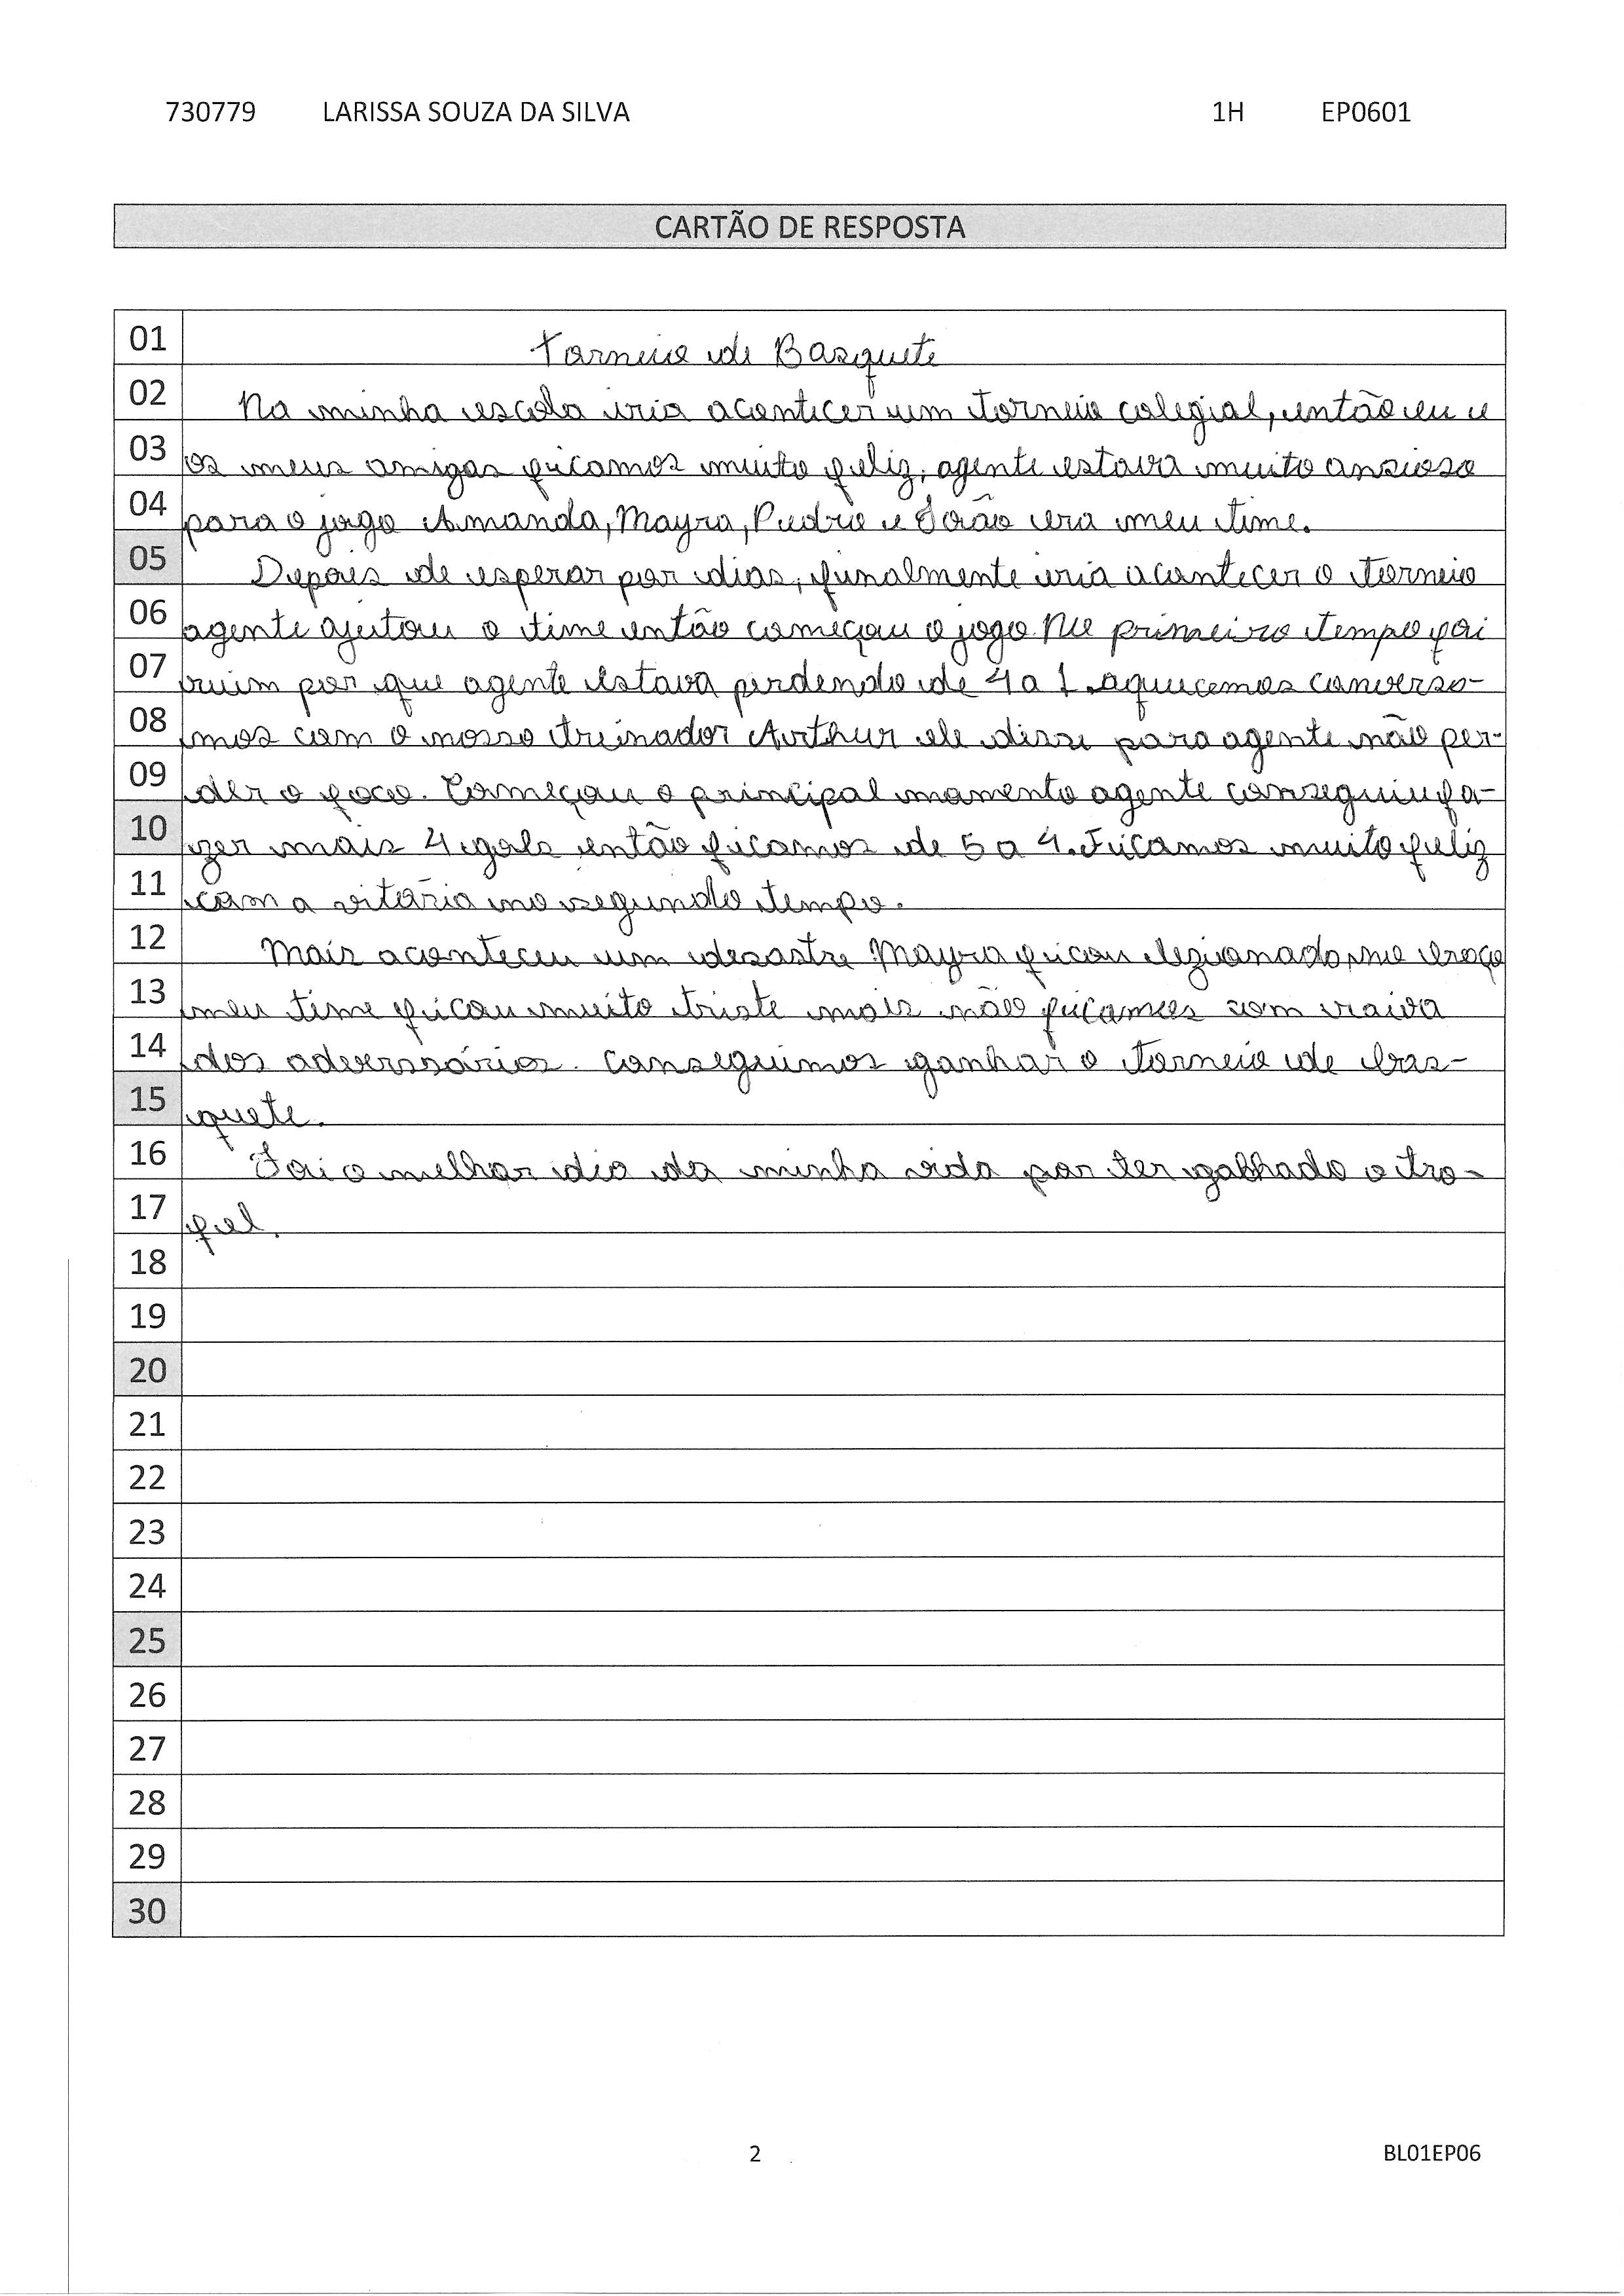 730779 LARISSA SOUZA DA SILVA 1H EP0601
CARTÃO DE RESPOSTA
01 Torneio de Basquete
02 Na minha escola iria acontecer um torneio colegial, então eu e
03 os meus amigos ficamos muito feliz, agente estava muito ansioso
04 para o jogo Amanda, Mayra, Pedro e João era meu time.
05 Depois de esperar por dias, finalmente iria acontecer o torneio
06 agente ajeitou o time então começou o jogo. No primeiro tempo foi
07 ruim por que agente estava perdendo de 4 a 1. aquecemos conversa-
08 mos com o nosso treinador Arthur ele disse para agente não per-
09 der o foco. Começou o principal momento agente conseguiu fa-
10 zer mais 4 gols então ficamos de 5 a 4. Ficamos muito feliz
11 com a vitória no segundo tempo.
12 Mais aconteceu um desastre Mayra ficou lezionado no braço
13 meu time ficou muito triste mais não ficamos com raiva
14 dos adverssários. Conseguimos ganhar o torneio de bas-
15 quete.
16 Foi o melhor dia da minha vida por ter galhado o tro-
17 fel.
18
19
20
21
22
23
24
25
26
27
28
29
30
2 BL01EP06